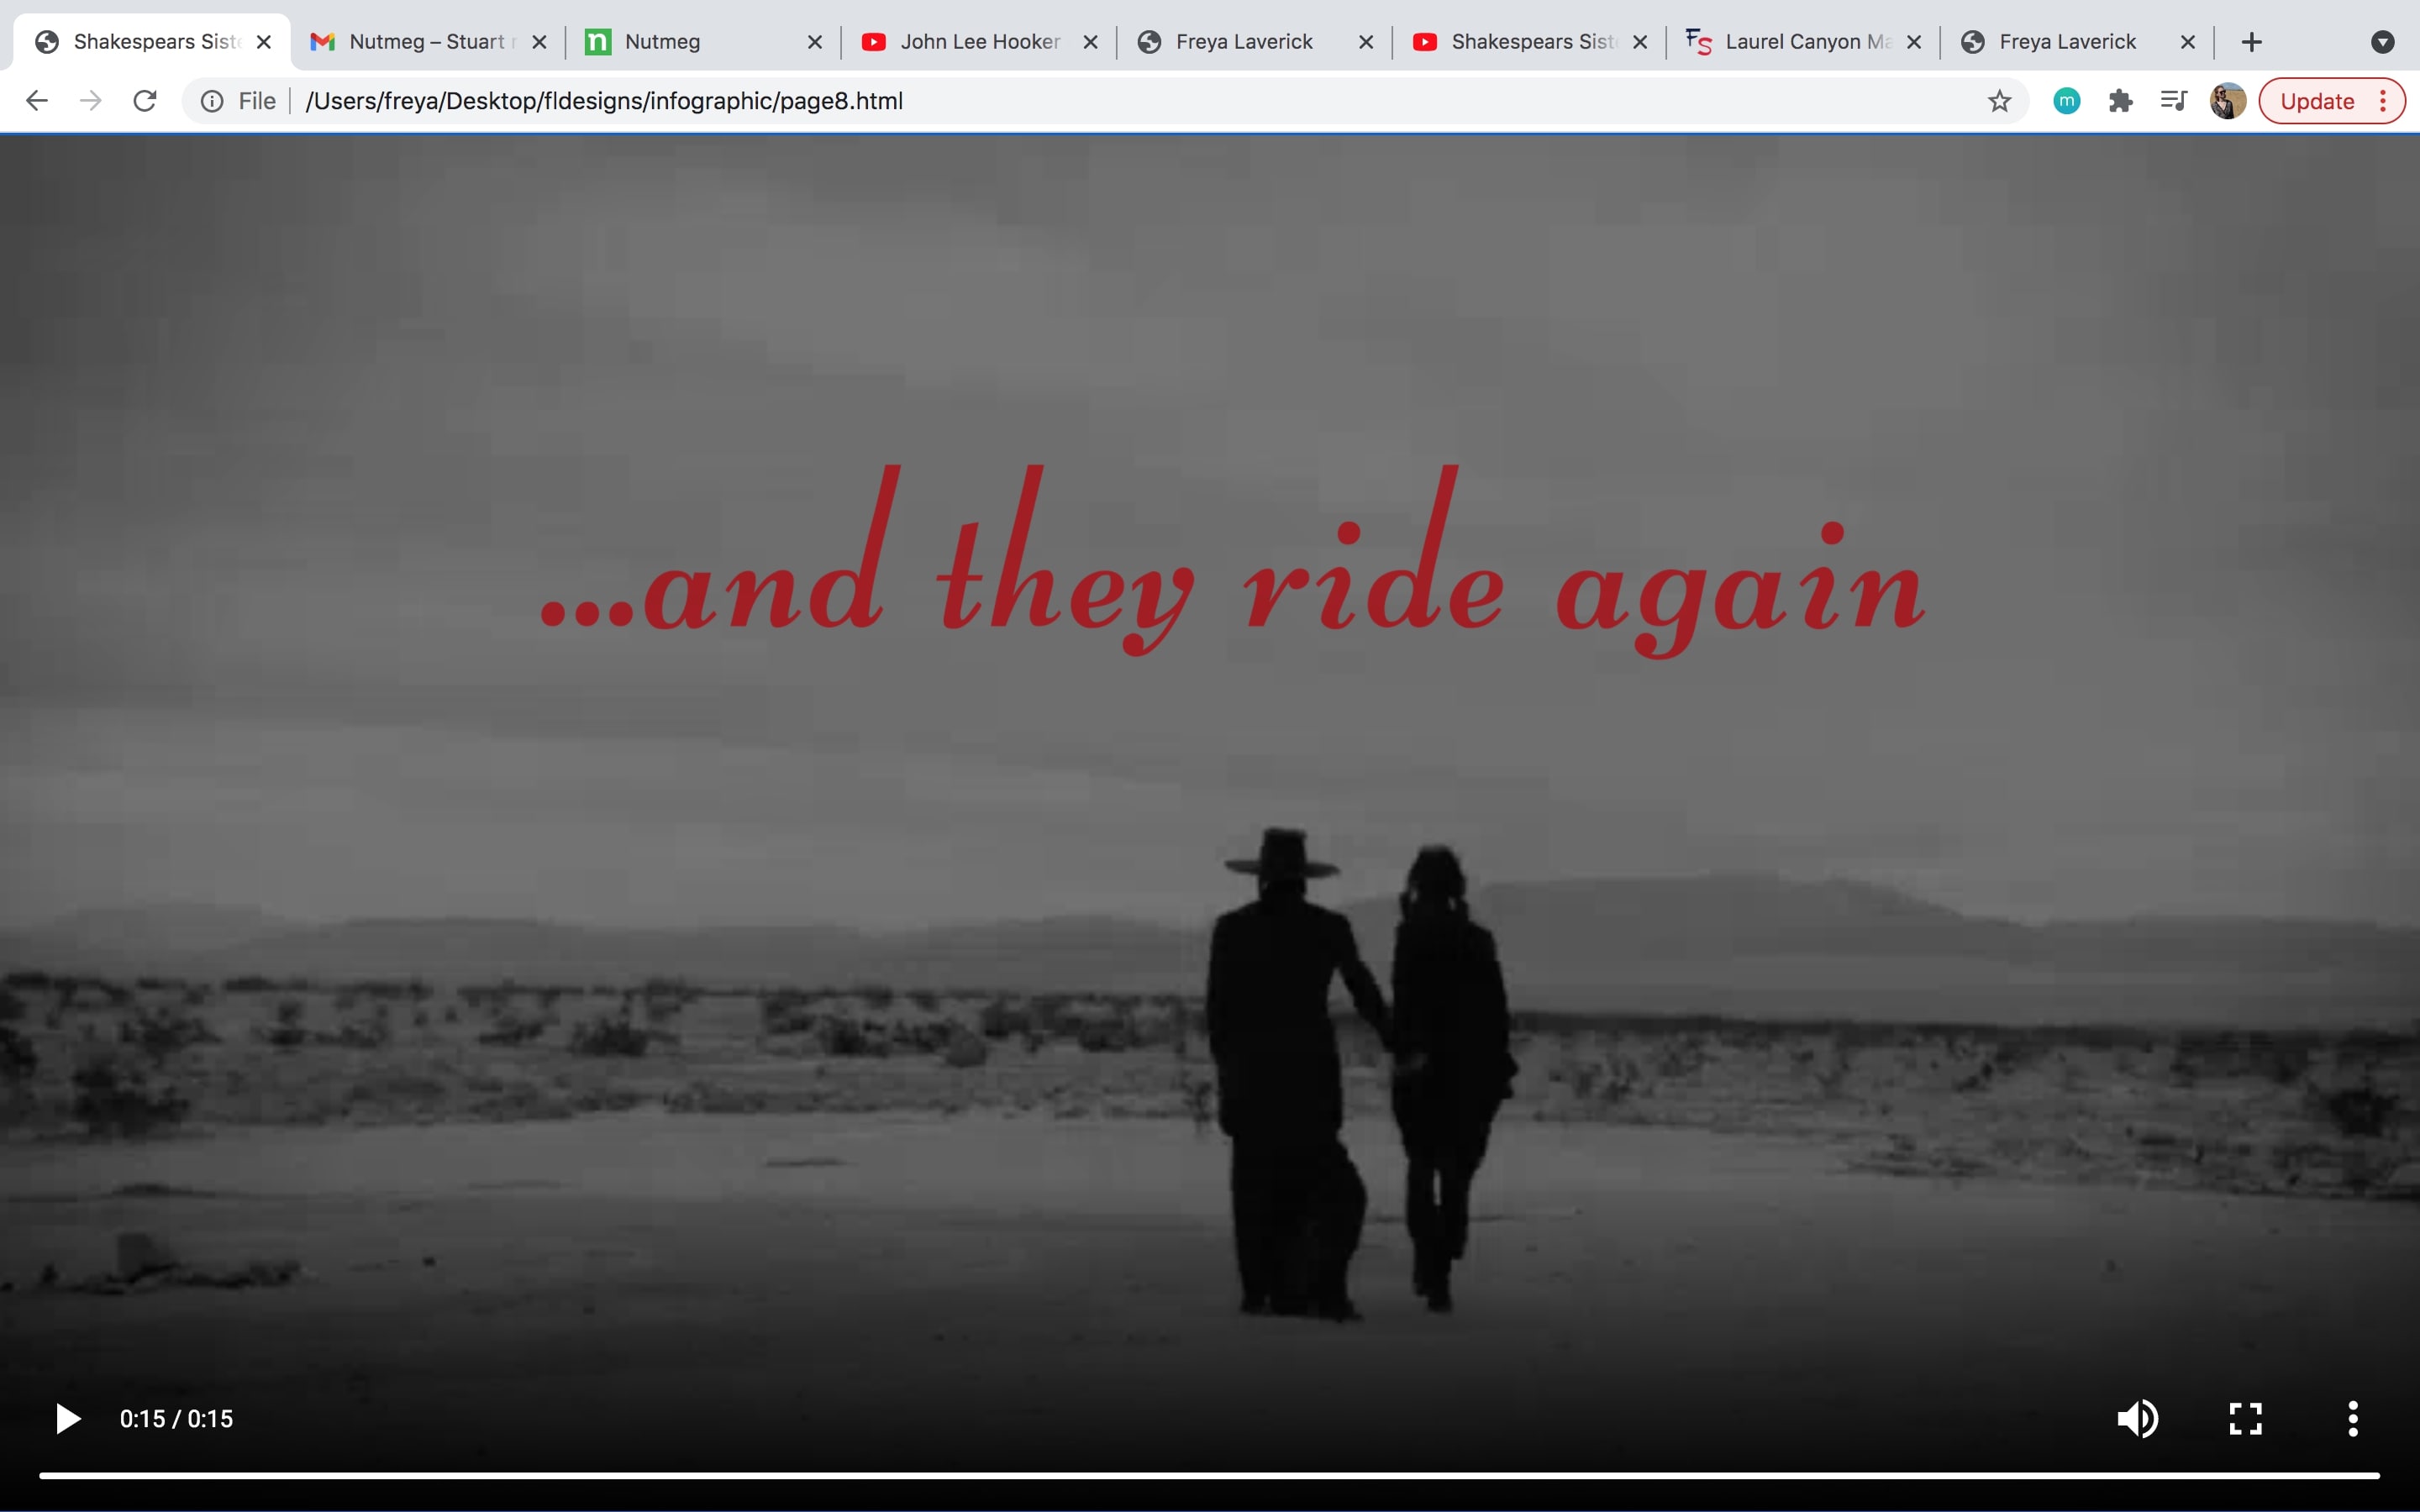 Shakespears Sist
Nutmeg – Stuart
Nutmeg
John Lee Hooker
Freya Laverick
Shakespears Sist
Laurel Canyon Ma
Freya Laverick
File
/Users/freya/Desktop/fldesigns/infographic/page8.html
m
Update
...and they ride again
0:15 / 0:15